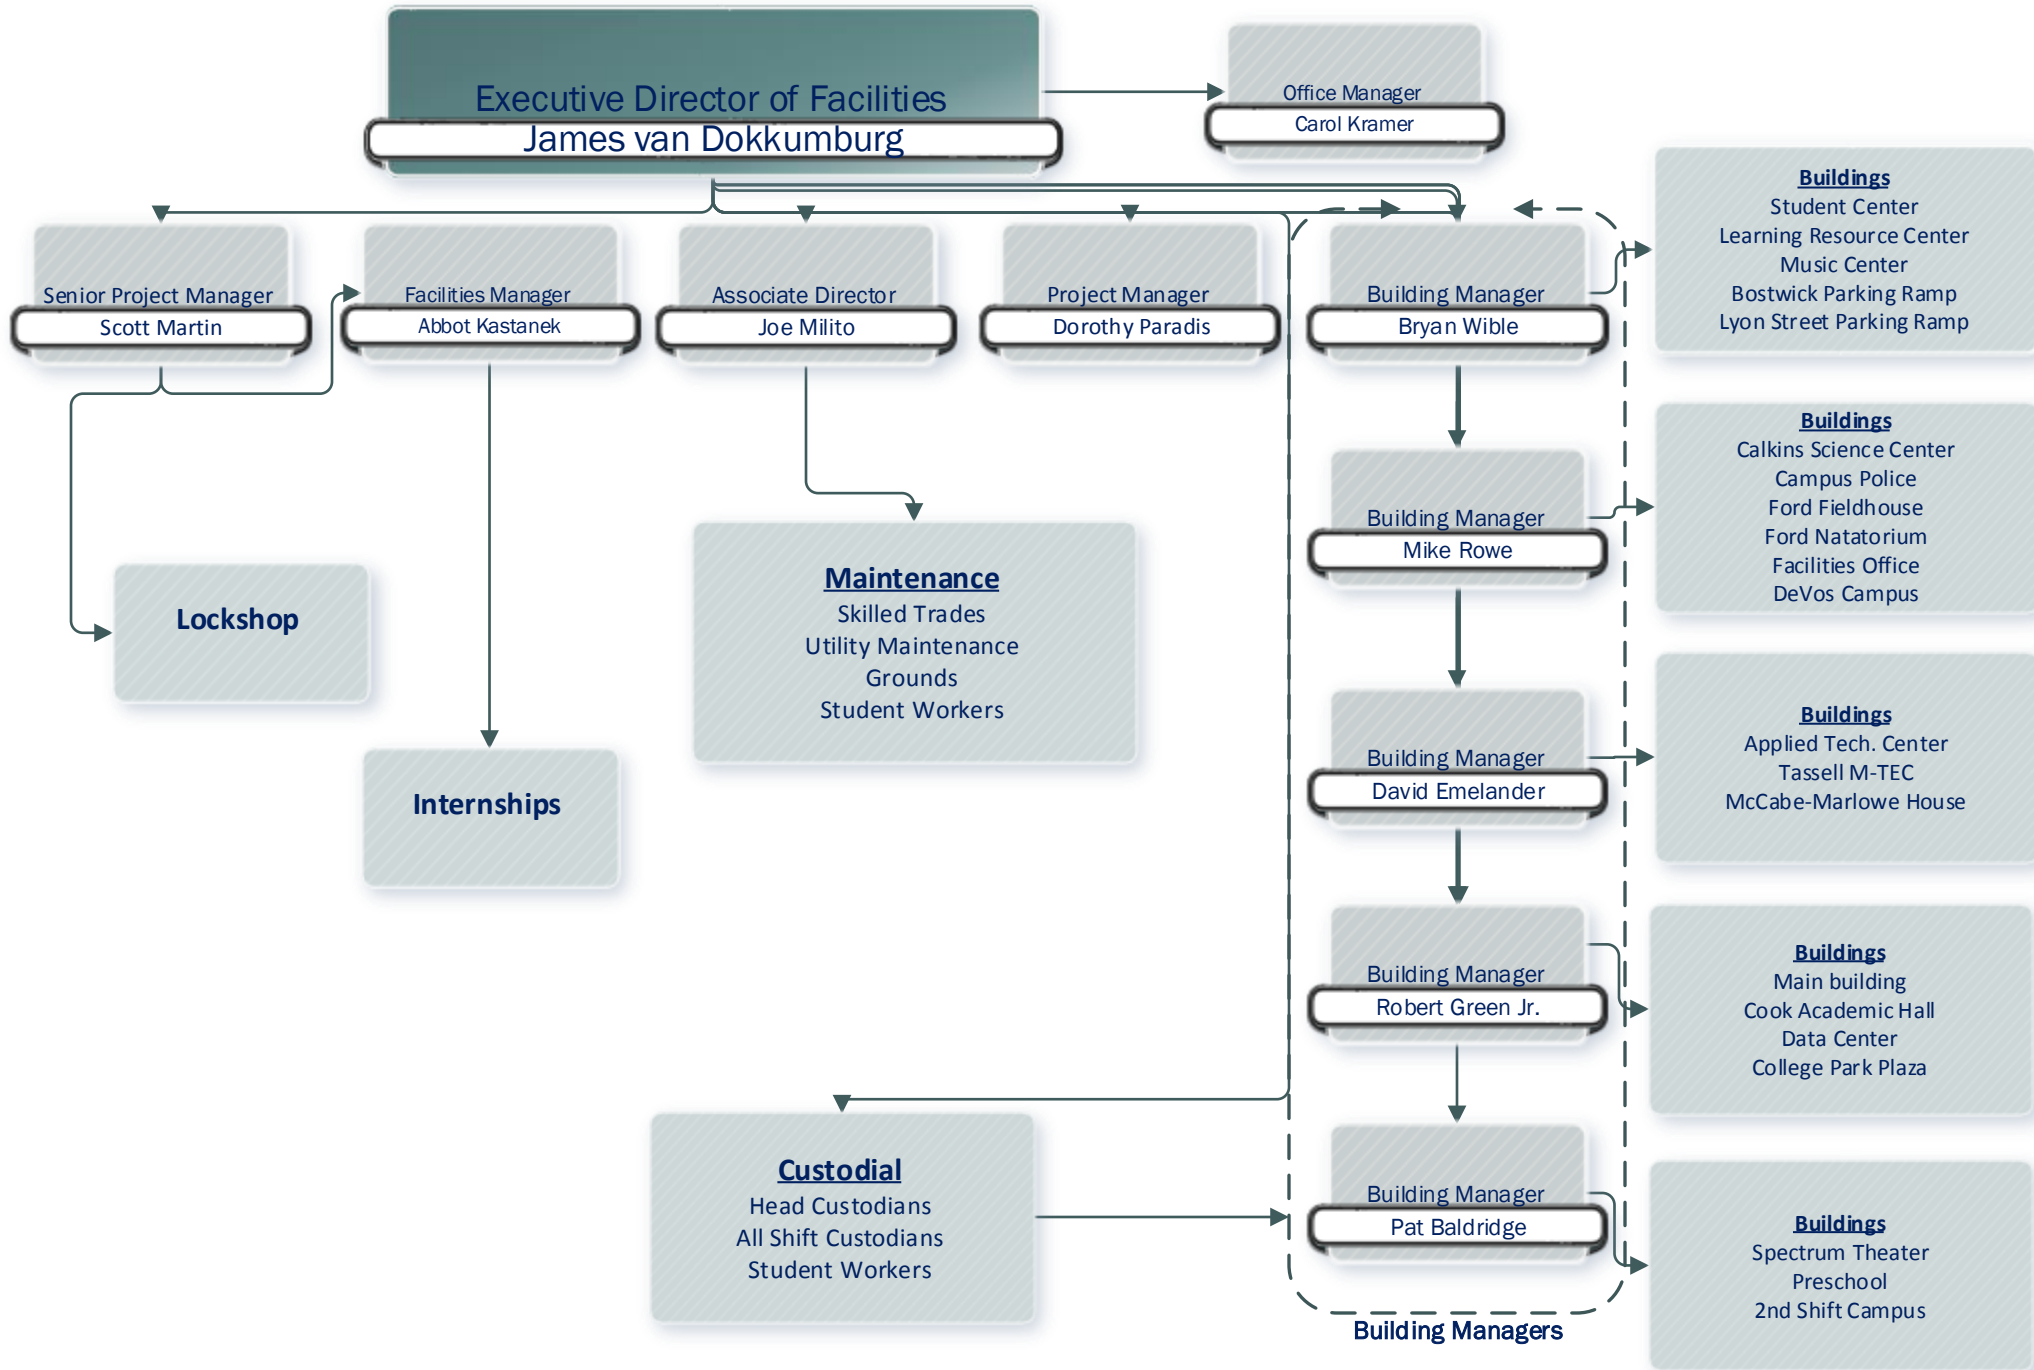 Executive Director of Facilities
James van Dokkumburg
Office Manager
Carol Kramer
Senior Project Manager
Scott Martin
Facilities Manager
Abbot Kastanek
Associate Director
Joe Milito
Project Manager
Dorothy Paradis
Building Manager
Bryan Wible
Buildings
Student Center
Learning Resource Center
Music Center
Bostwick Parking Ramp
Lyon Street Parking Ramp
Building Manager
Mike Rowe
Buildings
Calkins Science Center
Campus Police
Ford Fieldhouse
Ford Natatorium
Facilities Office
DeVos Campus
Lockshop
Maintenance
Skilled Trades
Utility Maintenance
Grounds
Student Workers
Internships
Building Manager
David Emelander
Buildings
Applied Tech. Center
Tassell M-TEC
McCabe-Marlowe House
Building Manager
Robert Green Jr.
Buildings
Main building
Cook Academic Hall
Data Center
College Park Plaza
Custodial
Head Custodians
All Shift Custodians
Student Workers
Building Manager
Pat Baldridge
Buildings
Spectrum Theater
Preschool
2nd Shift Campus
Building Managers